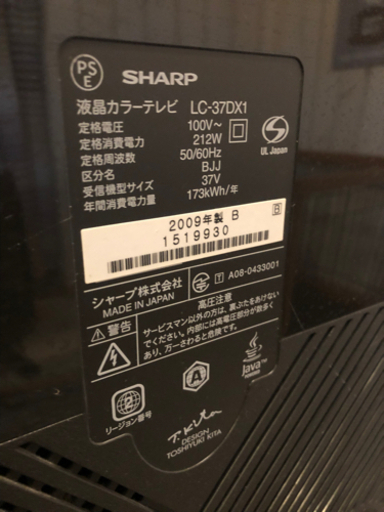 PS
E
SHARP
液晶カラーテレビ LC-37DX1
定格電圧 100V～
定格消費電力 212W
定格周波数 50/60Hz
区分名 BJJ
受信機型サイズ 37V
年間消費電力量 173kWh/年
S
UL Japan
2009年製 B
1519930
B
シャープ株式会社
MADE IN JAPAN
T A08-0433001
警告
高圧注意
サービスマン以外の方は、裏ぶたをあけない
でください。内部には高電圧部分が数多く
あり、万一さわると危険です。
2
リージョン番号
A
Java
POWERED
T. Kita
DESIGN
TOSHIYUKI KITA